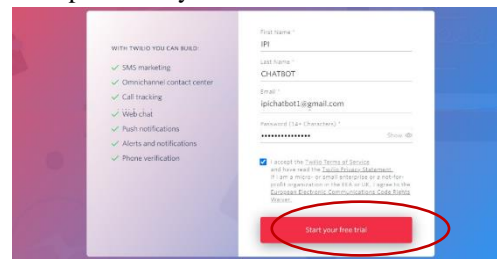 WITH TWILIO YOU CAN BUILD:
✓ SMS marketing
✓ Omnichannel contact center
✓ Call tracking
✓ Web chat
✓ Push notifications
✓ Alerts and notifications
✓ Phone verification
First Name *
IPI
Last Name *
CHATBOT
Email *
ipichatbot1@gmail.com
Password (14+ Characters) *
•••••••••••••••
Show
I accept the Twilio Terms of Service
and have read the Twilio Privacy Statement.
If I am a micro- or small enterprise or a not-for-
profit organization in the EEA or UK, I agree to the
European Electronic Communications Code Rights
Waiver.
Start your free trial